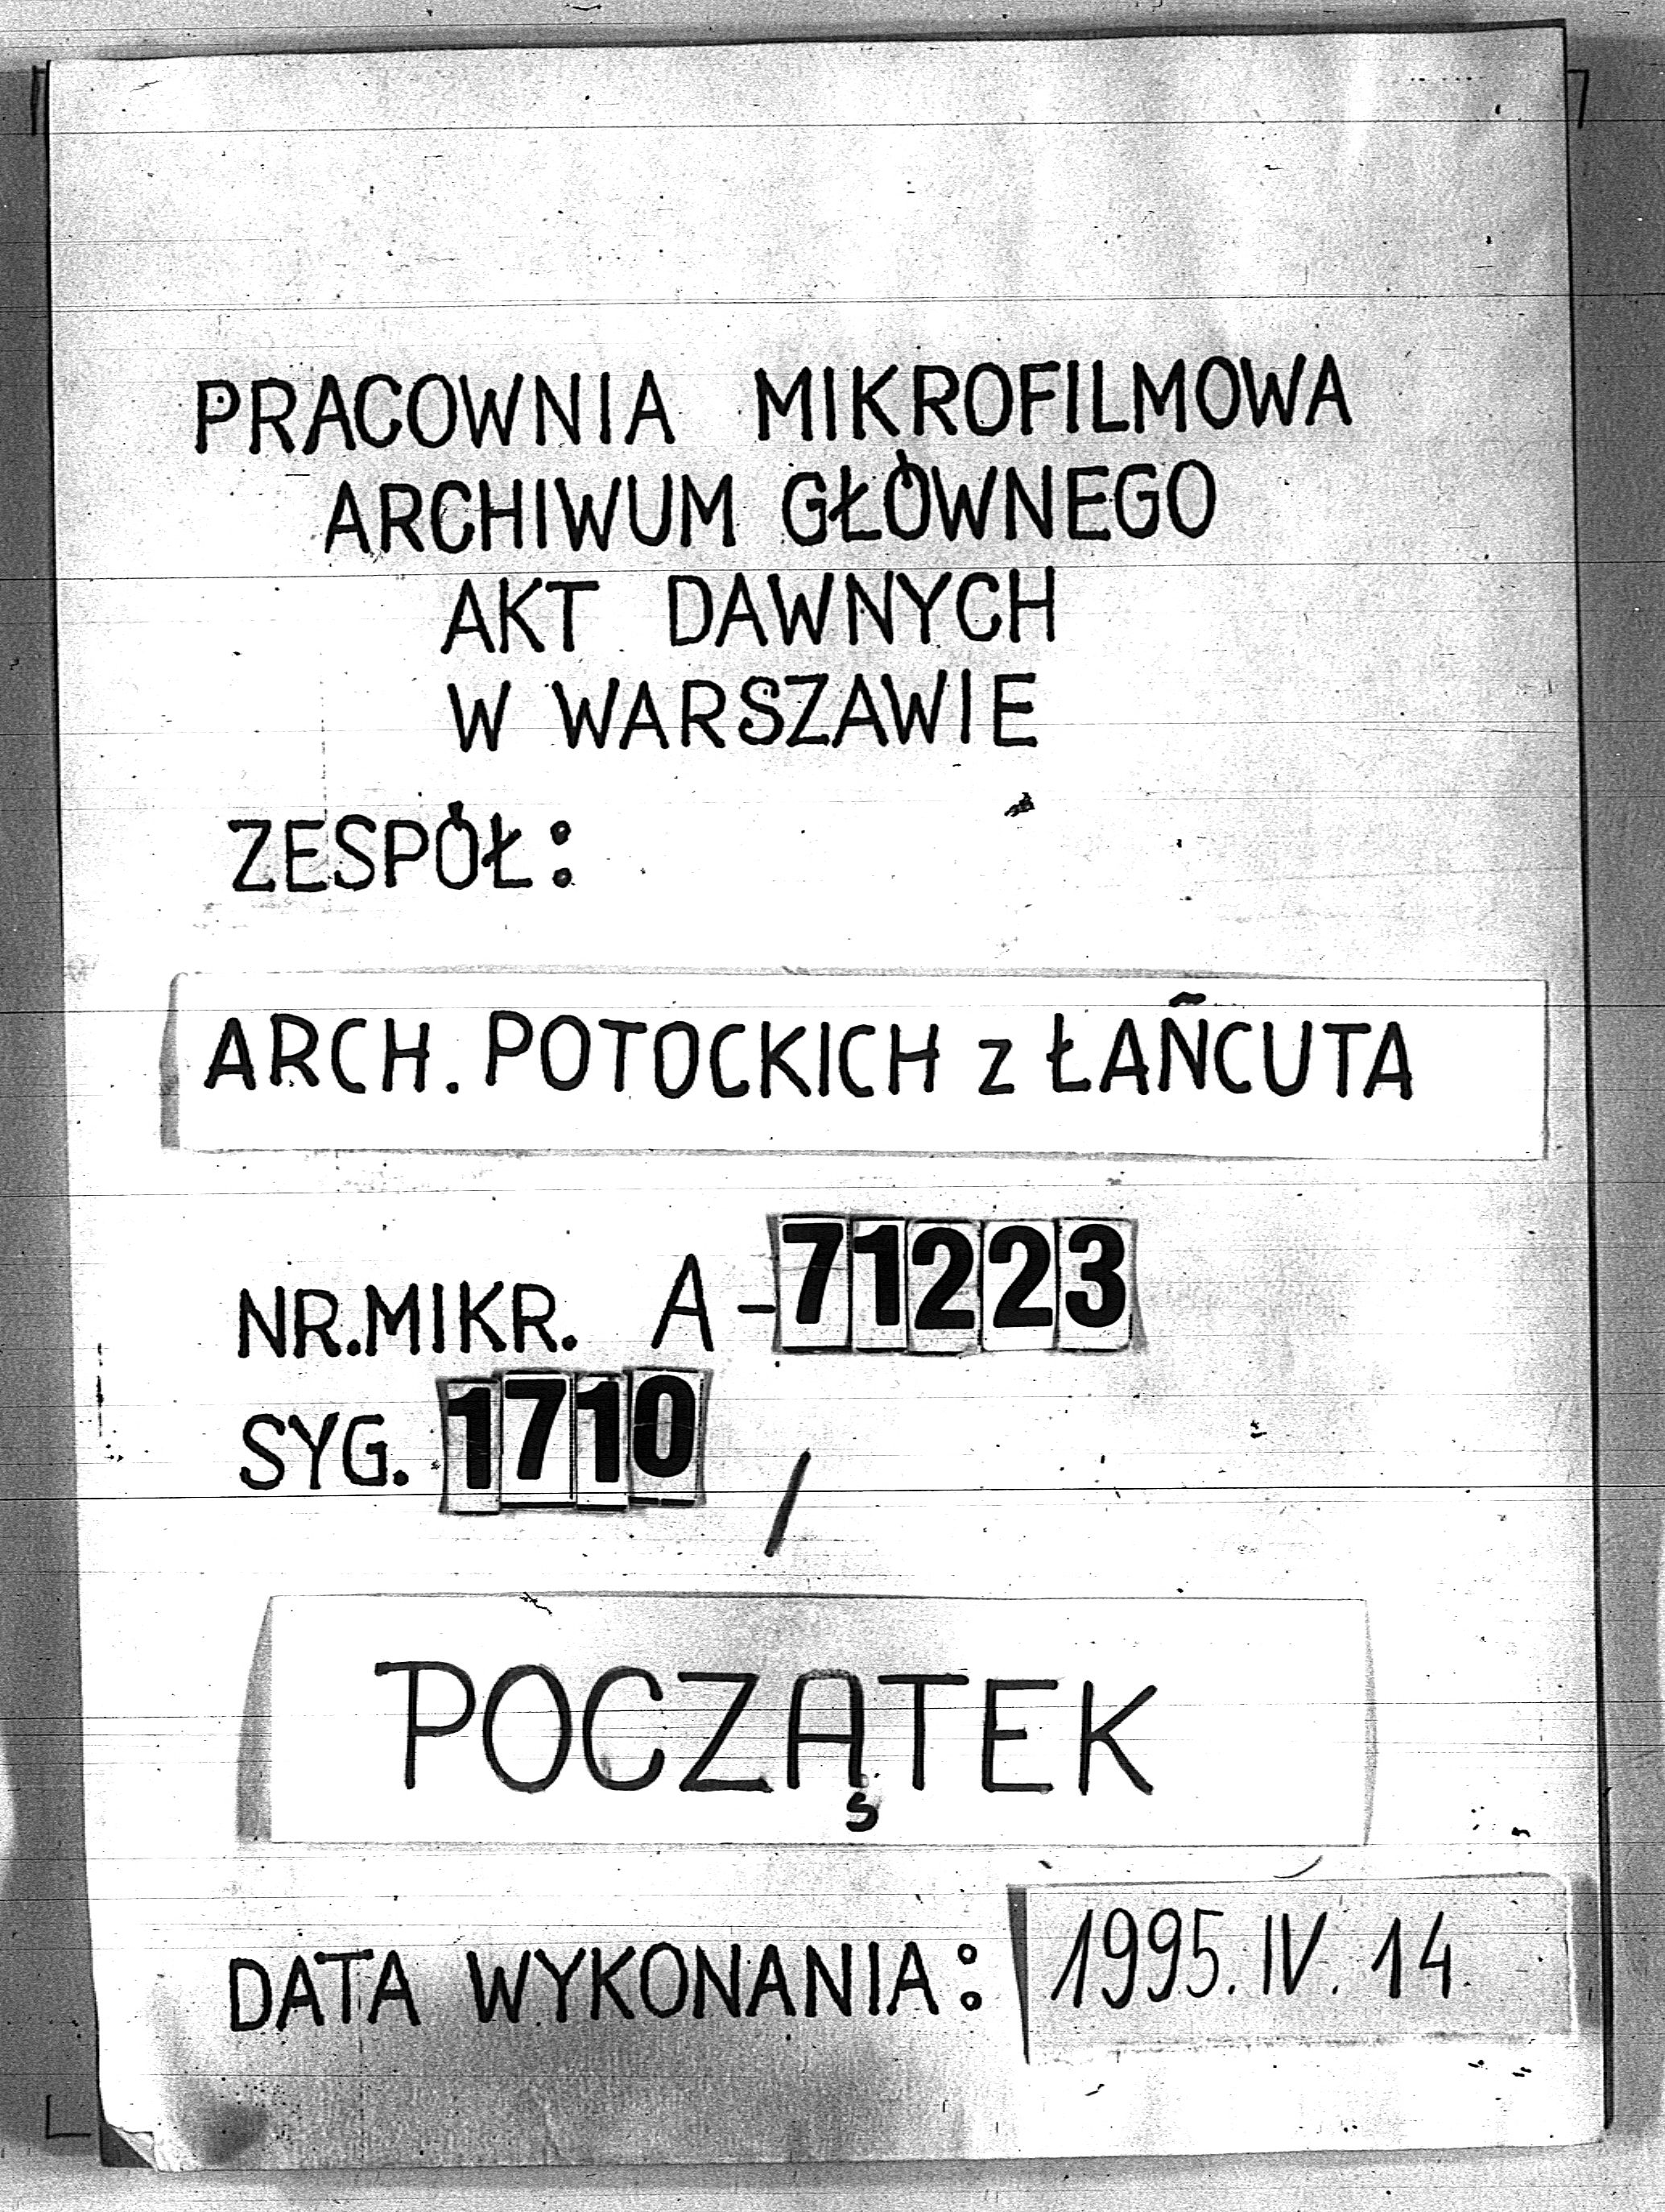 PRACOWNIA MIKROFILMOWA
ARCHIWUM GŁÓWNEGO
AKT DAWNYCH
W WARSZAWIE
ZESPÓŁ:
ARCH. POTOCKICH z ŁAŃCUTA
NR. MIKR. A-71223
SYG. 1710 /
POCZĄTEK
DATA WYKONANIA: 1995. IV. 14